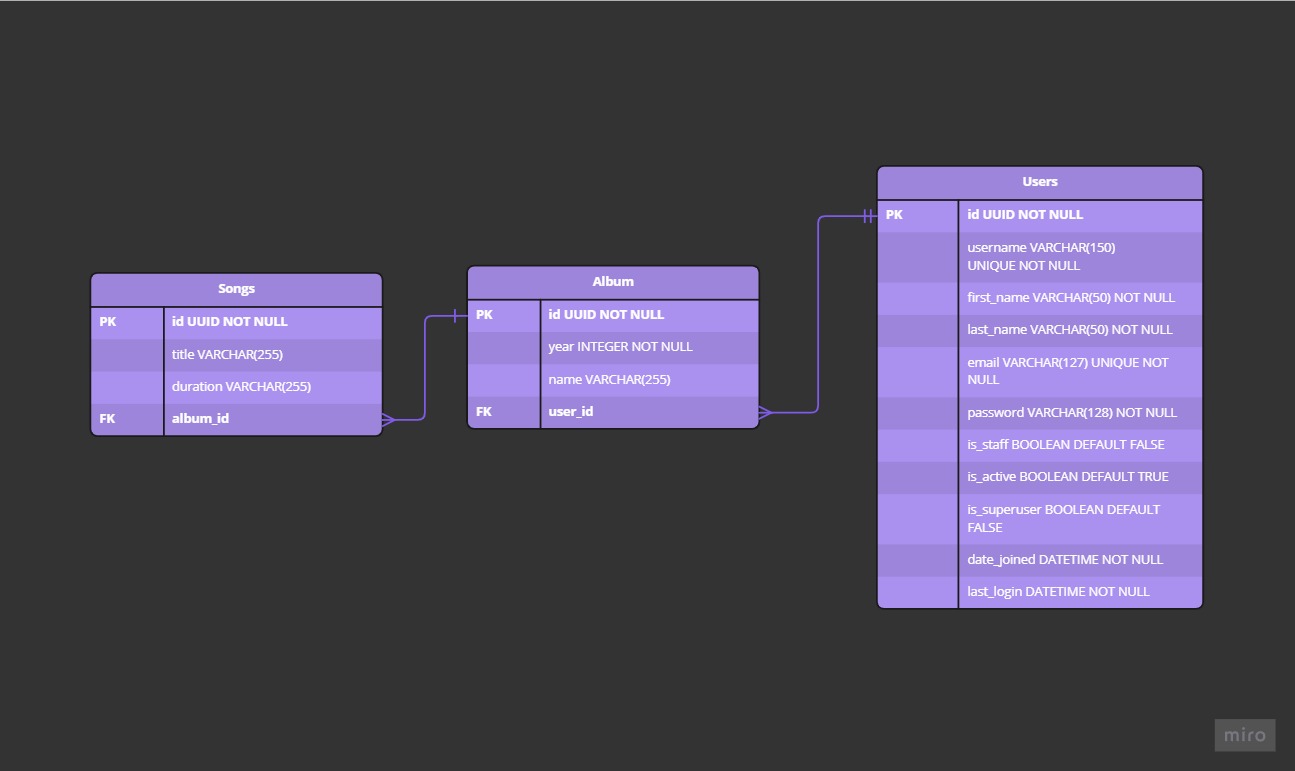 Songs
PK id UUID NOT NULL
title VARCHAR(255)
duration VARCHAR(255)
FK album_id
Album
PK id UUID NOT NULL
year INTEGER NOT NULL
name VARCHAR(255)
FK user_id
Users
PK id UUID NOT NULL
username VARCHAR(150)
UNIQUE NOT NULL
first_name VARCHAR(50) NOT NULL
last_name VARCHAR(50) NOT NULL
email VARCHAR(127) UNIQUE NOT
NULL
password VARCHAR(128) NOT NULL
is_staff BOOLEAN DEFAULT FALSE
is_active BOOLEAN DEFAULT TRUE
is_superuser BOOLEAN DEFAULT
FALSE
date_joined DATETIME NOT NULL
last_login DATETIME NOT NULL
miro